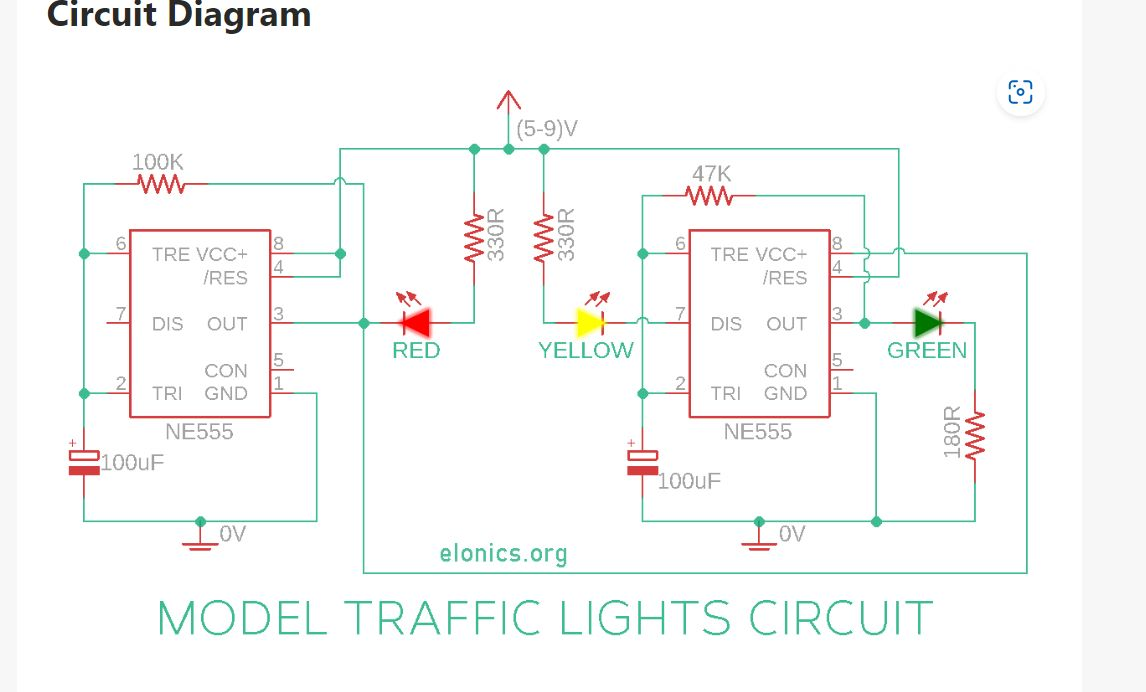 Circuit Diagram
(5-9)V
100K
6 TRE VCC+ 8
/RES 4
7 DIS OUT 3
CON 5
2 TRI GND 1
NE555
+
100uF
0V
330R
330R
RED
YELLOW
47K
6 TRE VCC+ 8
/RES 4
7 DIS OUT 3
CON 5
2 TRI GND 1
NE555
+
100uF
0V
GREEN
180R
elonics.org
MODEL TRAFFIC LIGHTS CIRCUIT